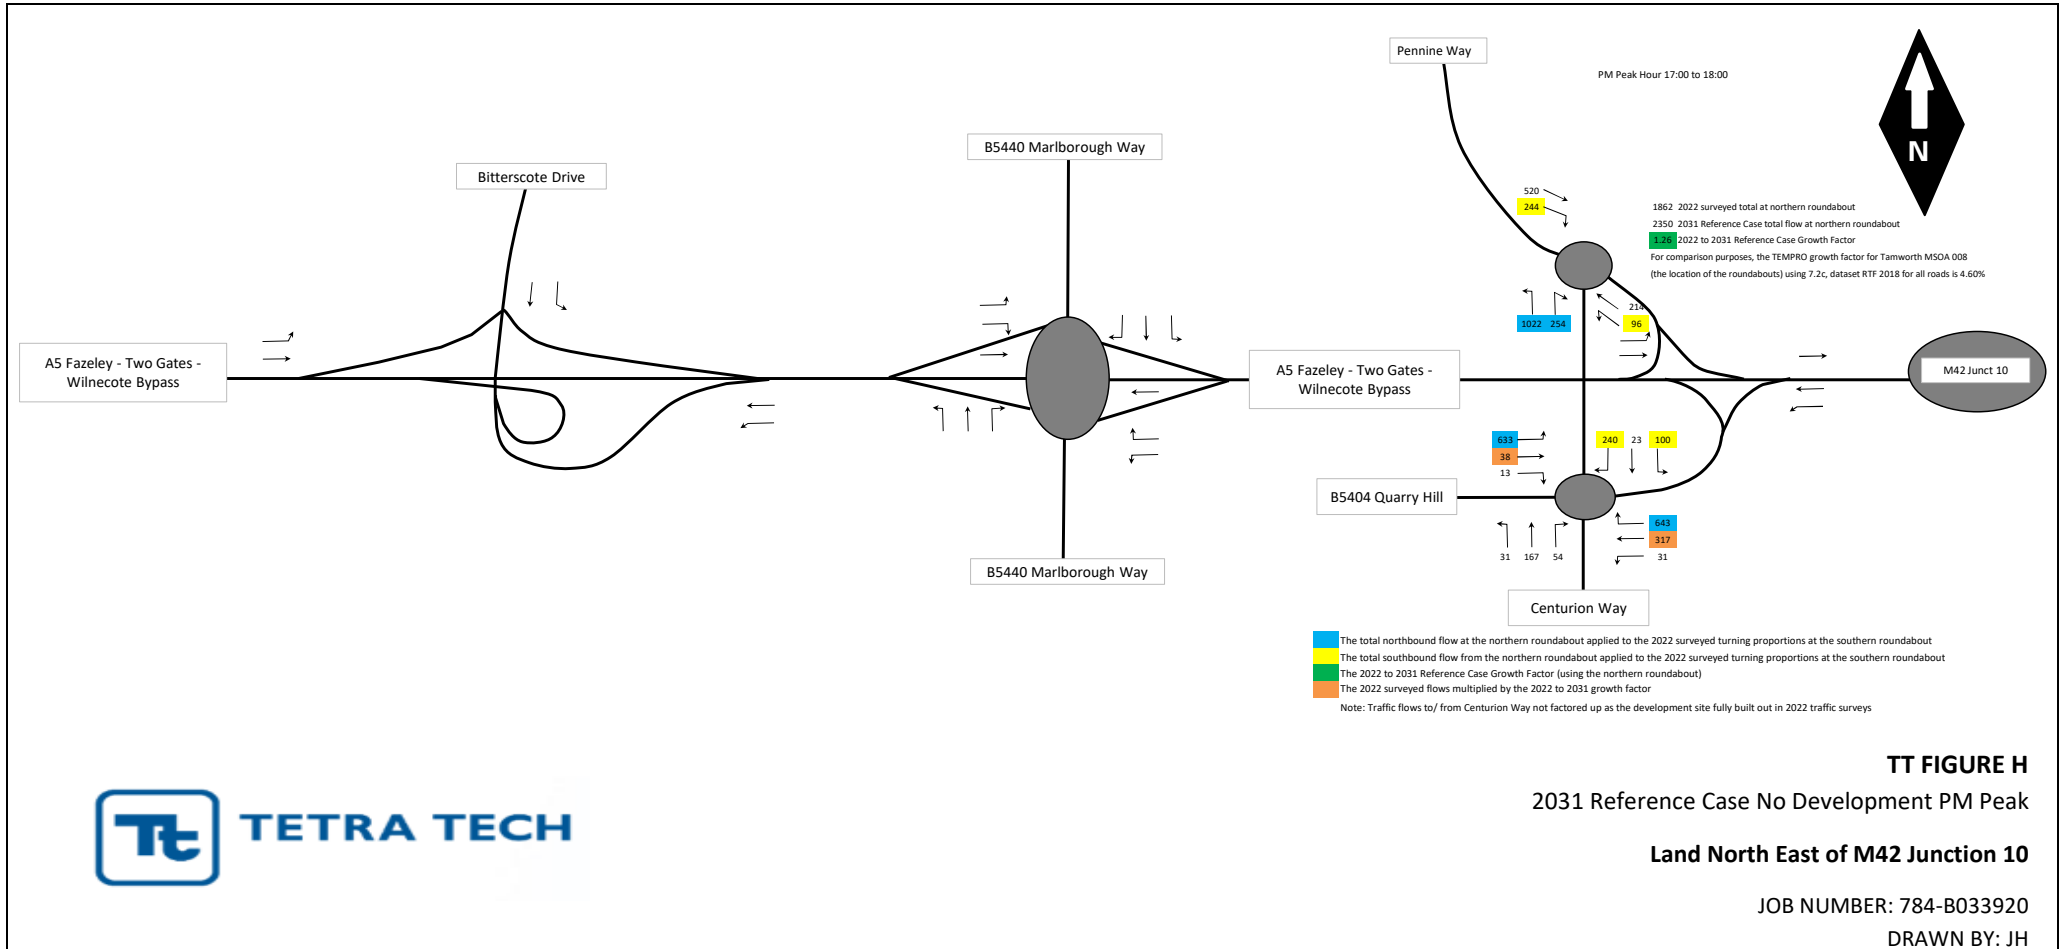 Pennine Way
PM Peak Hour 17:00 to 18:00
N
B5440 Marlborough Way
Bitterscote Drive
520
244
1862 2022 surveyed total at northern roundabout
2350 2031 Reference Case total flow at northern roundabout
1.26 2022 to 2031 Reference Case Growth Factor
For comparison purposes, the TEMPRO growth factor for Tamworth MSOA 008
(the location of the roundabouts) using 7.2c, dataset RTF 2018 for all roads is 4.60%
214
1022 254 96
A5 Fazeley - Two Gates -
Wilnecote Bypass
A5 Fazeley - Two Gates -
Wilnecote Bypass
M42 Junct 10
633 240 23 100
38
13
B5404 Quarry Hill
643
317
31 167 54 31
B5440 Marlborough Way
Centurion Way
The total northbound flow at the northern roundabout applied to the 2022 surveyed turning proportions at the southern roundabout
The total southbound flow from the northern roundabout applied to the 2022 surveyed turning proportions at the southern roundabout
The 2022 to 2031 Reference Case Growth Factor (using the northern roundabout)
The 2022 surveyed flows multiplied by the 2022 to 2031 growth factor
Note: Traffic flows to/ from Centurion Way not factored up as the development site fully built out in 2022 traffic surveys
TT FIGURE H
2031 Reference Case No Development PM Peak
Land North East of M42 Junction 10
JOB NUMBER: 784-B033920
DRAWN BY: JH
Tt TETRA TECH